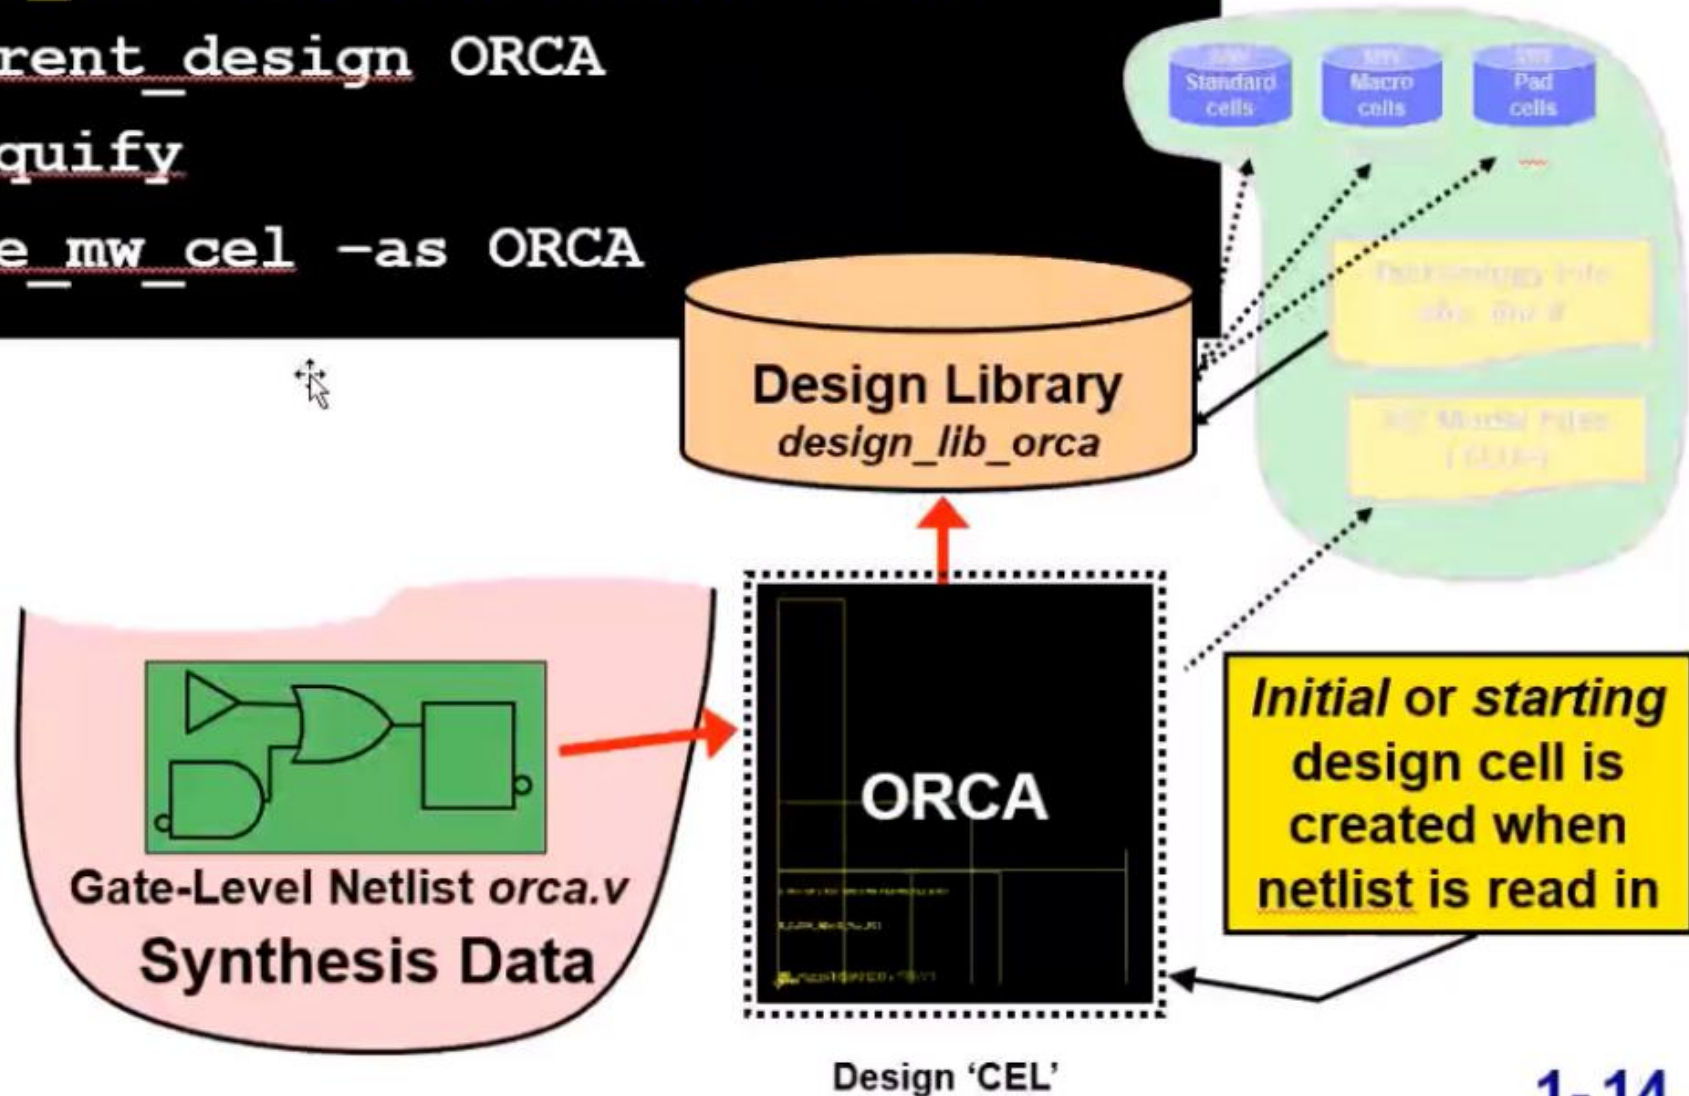 rent_design ORCA
quify
e_mw_cel –as ORCA
Standard
cells
Macro
cells
Pad
cells
Design Library
design_lib_orca
ORCA
Initial or starting
design cell is
created when
netlist is read in
Gate-Level Netlist orca.v
Synthesis Data
Design ‘CEL’
1-14